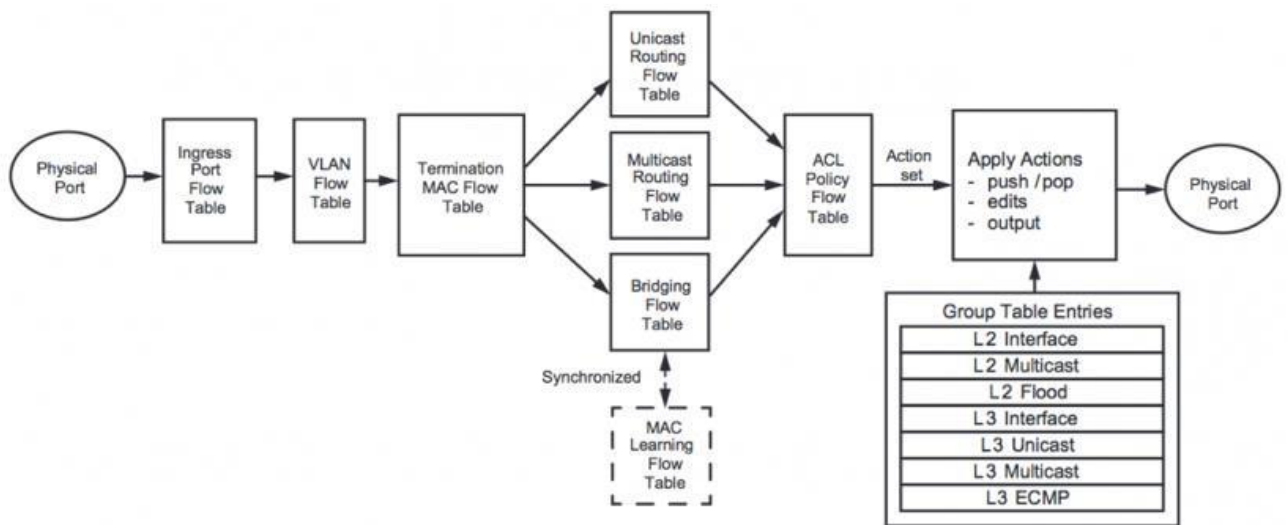 Physical
Port
Ingress
Port
Flow
Table
VLAN
Flow
Table
Termination
MAC Flow
Table
Unicast
Routing
Flow
Table
Multicast
Routing
Flow
Table
Bridging
Flow
Table
Synchronized
MAC
Learning
Flow
Table
ACL
Policy
Flow
Table
Action
set
Apply Actions
- push /pop
- edits
- output
Physical
Port
Group Table Entries
L2 Interface
L2 Multicast
L2 Flood
L3 Interface
L3 Unicast
L3 Multicast
L3 ECMP